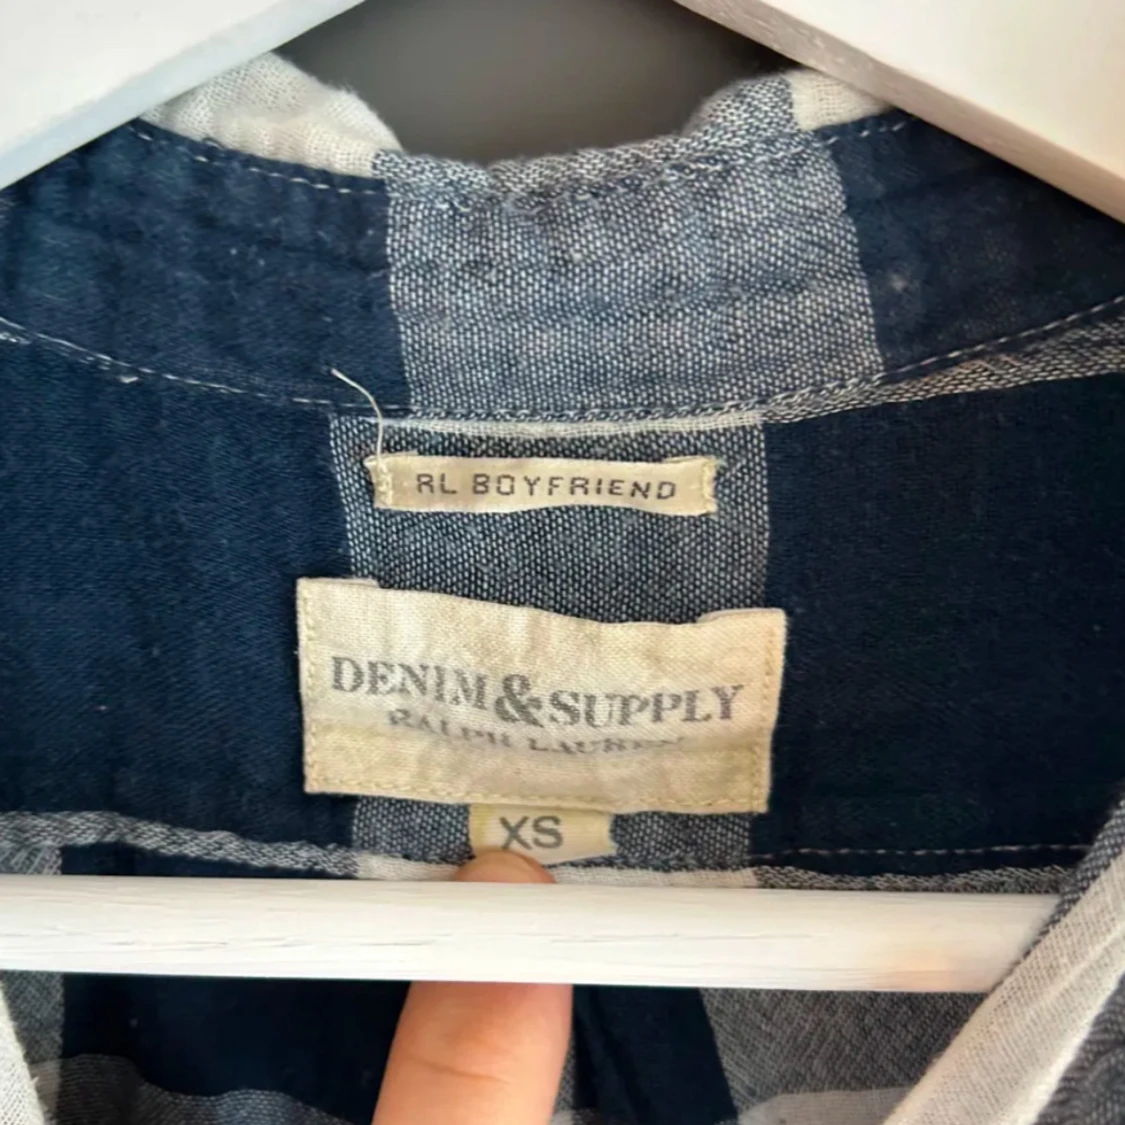 RL BOYFRIEND
DENIM & SUPPLY
RALPH LAUREN
XS